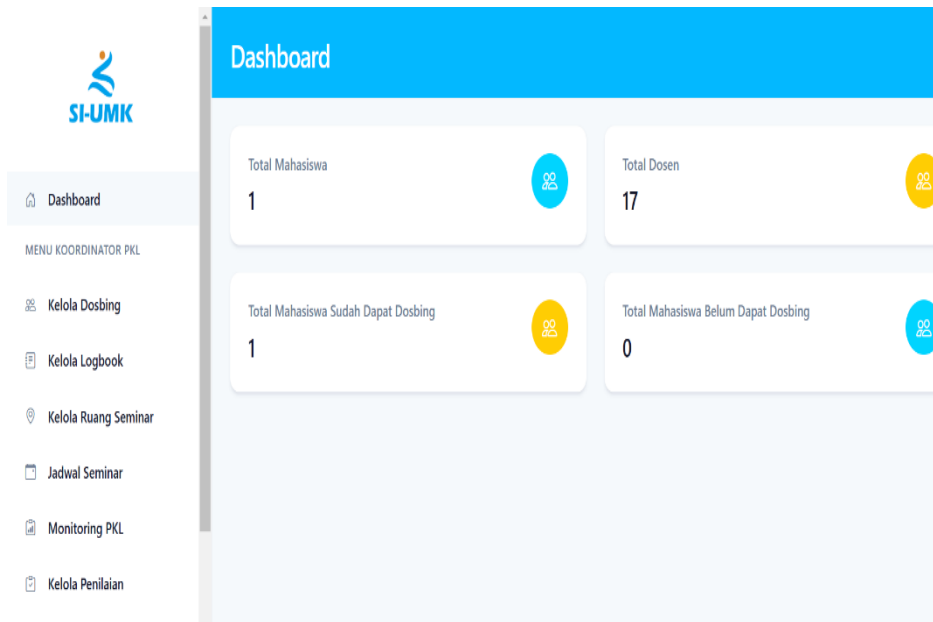 SI-UMK
Dashboard
MENU KOORDINATOR PKL
Kelola Dosbing
Kelola Logbook
Kelola Ruang Seminar
Jadwal Seminar
Monitoring PKL
Kelola Penilaian
Dashboard
Total Mahasiswa
1
Total Dosen
17
Total Mahasiswa Sudah Dapat Dosbing
1
Total Mahasiswa Belum Dapat Dosbing
0